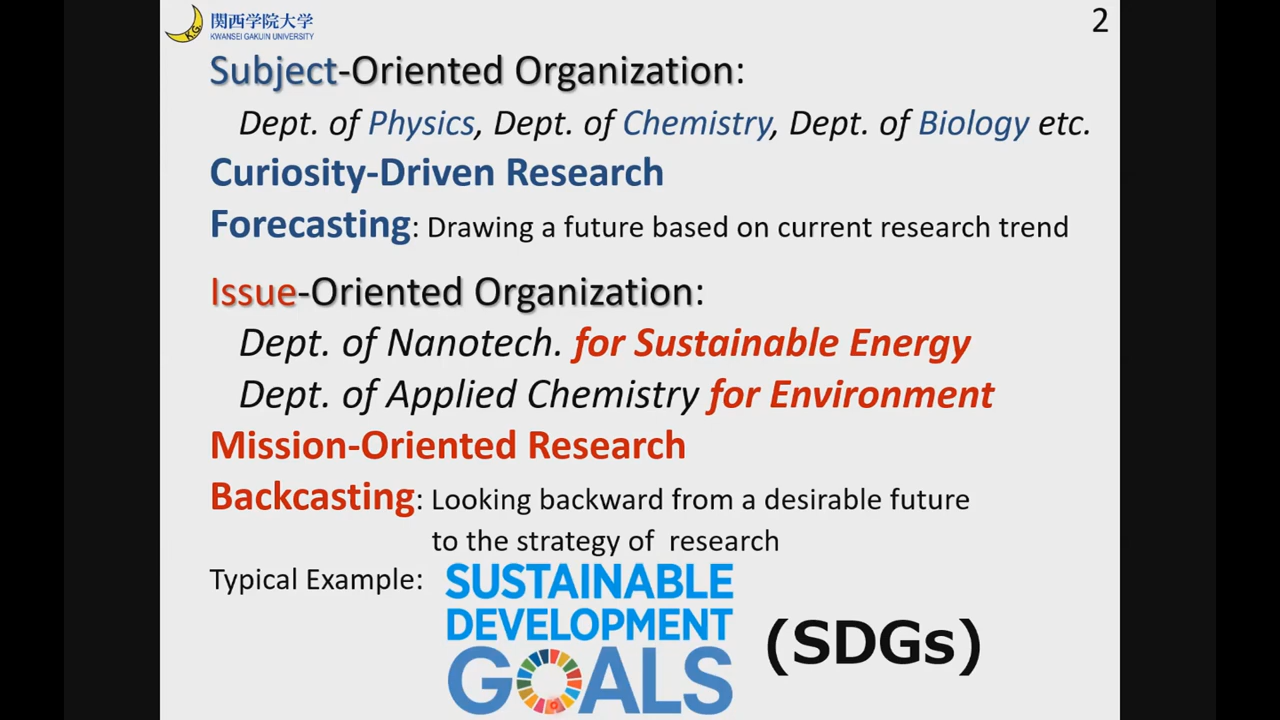 関西学院大学
KWANSEI GAKUIN UNIVERSITY
2
Subject-Oriented Organization:
Dept. of Physics, Dept. of Chemistry, Dept. of Biology etc.
Curiosity-Driven Research
Forecasting: Drawing a future based on current research trend
Issue-Oriented Organization:
Dept. of Nanotech. for Sustainable Energy
Dept. of Applied Chemistry for Environment
Mission-Oriented Research
Backcasting: Looking backward from a desirable future
to the strategy of research
Typical Example:
SUSTAINABLE
DEVELOPMENT
GOALS
(SDGs)